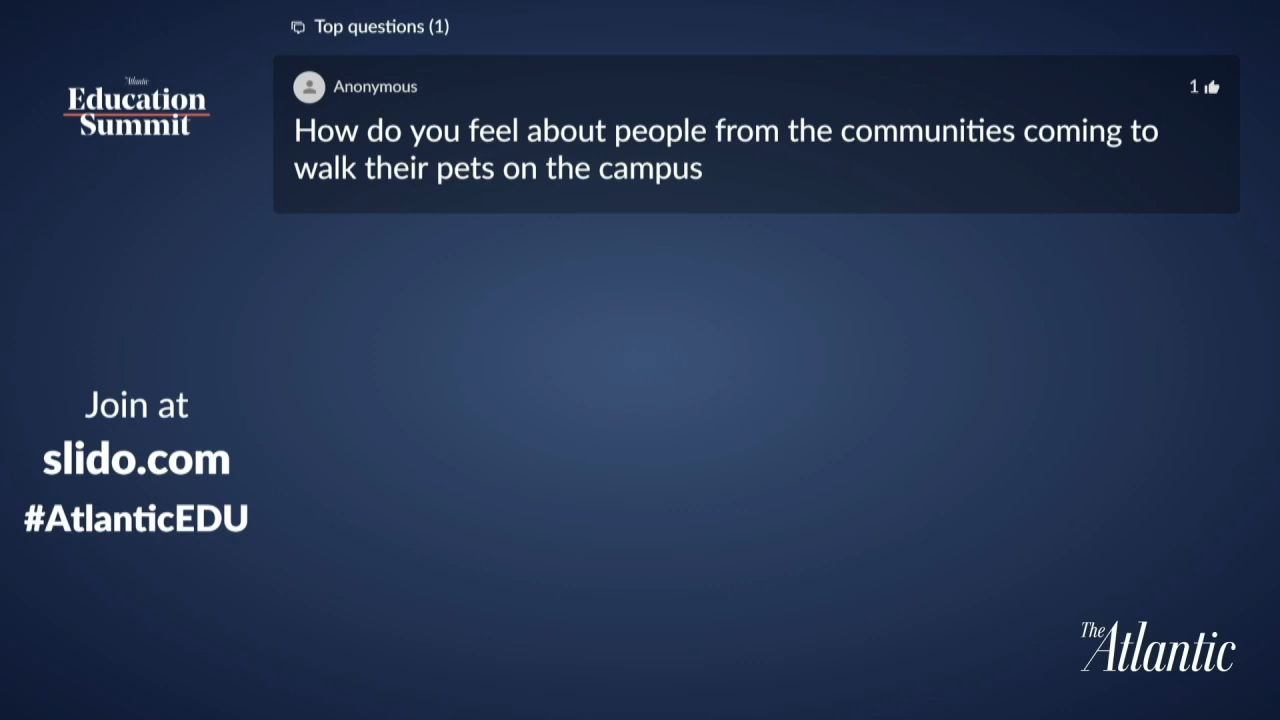 Top questions (1)
The Atlantic
Education
Summit
Anonymous
1
How do you feel about people from the communities coming to
walk their pets on the campus
Join at
slido.com
#AtlanticEDU
The Atlantic